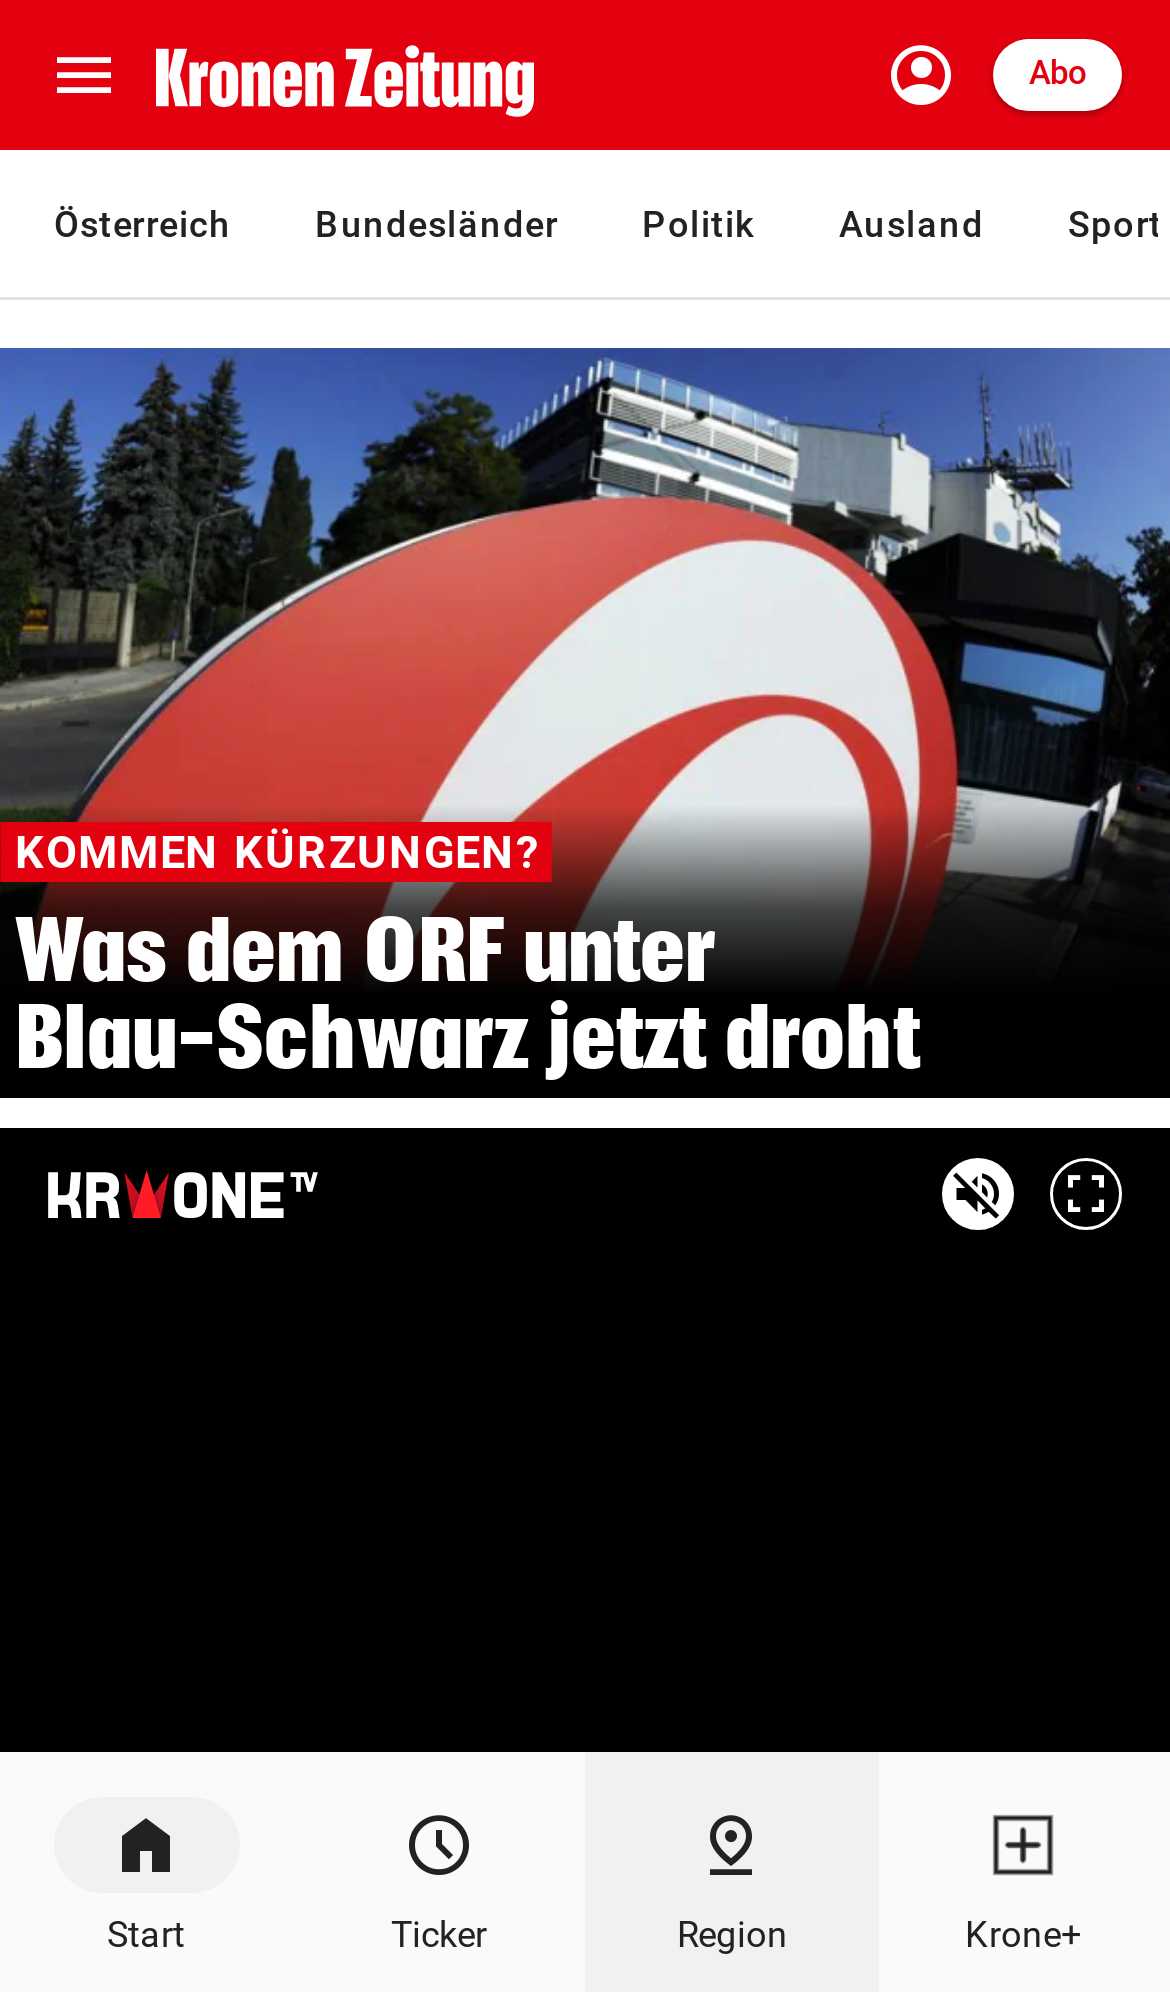 Kronen Zeitung
Abo
Österreich Bundesländer Politik Ausland Sport
KOMMEN KÜRZUNGEN?
Was dem ORF unter
Blau-Schwarz jetzt droht
KRONE TV
Start Ticker Region Krone+